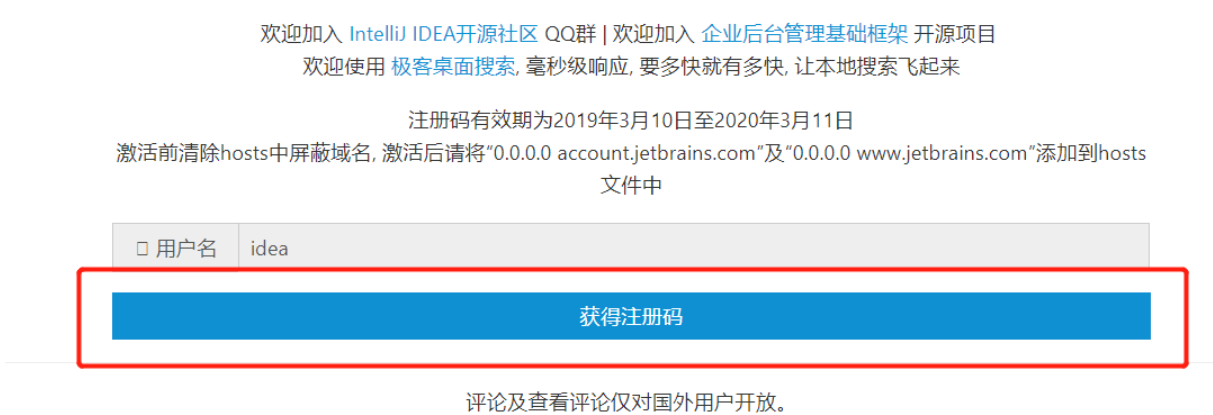 欢迎加入 IntelliJ IDEA开源社区 QQ群 | 欢迎加入 企业后台管理基础框架 开源项目
欢迎使用 极客桌面搜索, 毫秒级响应, 要多快就有多快, 让本地搜索飞起来
注册码有效期为2019年3月10日至2020年3月11日
激活前清除hosts中屏蔽域名, 激活后请将“0.0.0.0 account.jetbrains.com”及“0.0.0.0 www.jetbrains.com”添加到hosts
文件中
用户名 idea
获得注册码
评论及查看评论仅对国外用户开放。